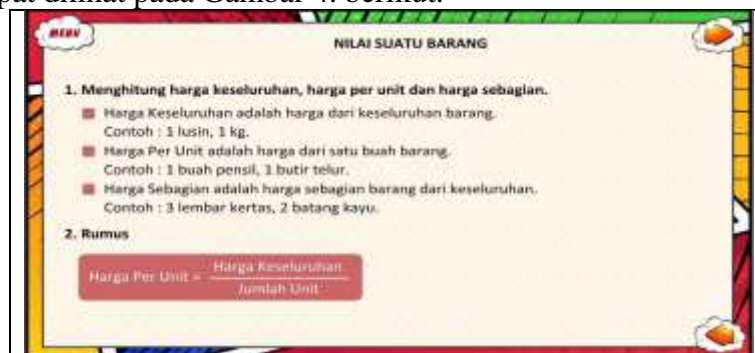 dapat dilihat pada Gambar 4. berikut.
MENU
NILAI SUATU BARANG
1. Menghitung harga keseluruhan, harga per unit dan harga sebagian.
Harga Keseluruhan adalah harga dari keseluruhan barang.
Contoh : 1 lusin, 1 kg.
Harga Per Unit adalah harga dari satu buah barang.
Contoh : 1 buah pensil, 1 butir telur.
Harga Sebagian adalah harga sebagian barang dari keseluruhan.
Contoh : 3 lembar kertas, 2 batang kayu.
2. Rumus
Harga Per Unit = Harga Keseluruhan
Jumlah Unit